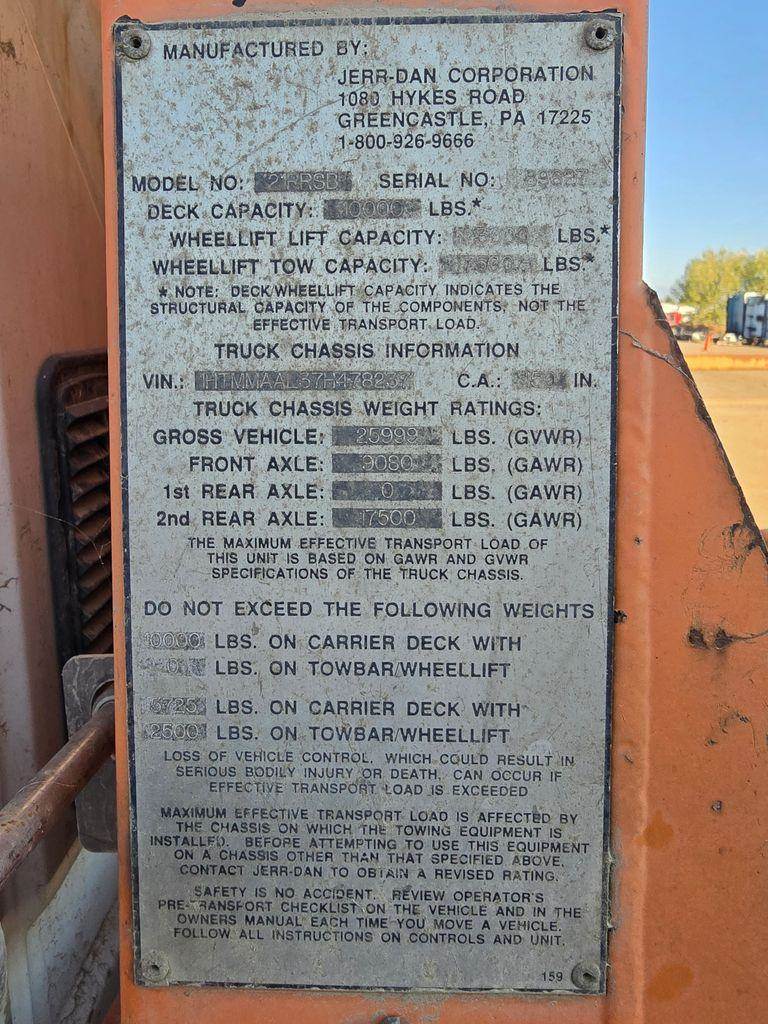 MANUFACTURED BY:
JERR-DAN CORPORATION
1080 HYKES ROAD
GREENCASTLE, PA 17225
1-800-926-9666
MODEL NO: SERIAL NO:
DECK CAPACITY: 10000 LBS.*
WHEELLIFT LIFT CAPACITY: LBS.*
WHEELLIFT TOW CAPACITY: LBS.*
* NOTE: DECK/WHEELLIFT CAPACITY INDICATES THE
STRUCTURAL CAPACITY OF THE COMPONENTS, NOT THE
EFFECTIVE TRANSPORT LOAD.
TRUCK CHASSIS INFORMATION
VIN.: C.A.: IN.
TRUCK CHASSIS WEIGHT RATINGS:
GROSS VEHICLE: 25999 LBS. (GVWR)
FRONT AXLE: 9080 LBS. (GAWR)
1st REAR AXLE: 0 LBS. (GAWR)
2nd REAR AXLE: 17500 LBS. (GAWR)
THE MAXIMUM EFFECTIVE TRANSPORT LOAD OF
THIS UNIT IS BASED ON GAWR AND GVWR
SPECIFICATIONS OF THE TRUCK CHASSIS.
DO NOT EXCEED THE FOLLOWING WEIGHTS
10000 LBS. ON CARRIER DECK WITH
LBS. ON TOWBAR/WHEELLIFT
LBS. ON CARRIER DECK WITH
2500 LBS. ON TOWBAR/WHEELLIFT
LOSS OF VEHICLE CONTROL, WHICH COULD RESULT IN
SERIOUS BODILY INJURY OR DEATH, CAN OCCUR IF
EFFECTIVE TRANSPORT LOAD IS EXCEEDED
MAXIMUM EFFECTIVE TRANSPORT LOAD IS AFFECTED BY
THE CHASSIS ON WHICH THE TOWING EQUIPMENT IS
INSTALLED. BEFORE ATTEMPTING TO USE THIS EQUIPMENT
ON A CHASSIS OTHER THAN THAT SPECIFIED ABOVE,
CONTACT JERR-DAN TO OBTAIN A REVISED RATING.
SAFETY IS NO ACCIDENT. REVIEW OPERATOR'S
PRE-TRANSPORT CHECKLIST ON THE VEHICLE AND IN THE
OWNERS MANUAL EACH TIME YOU MOVE A VEHICLE.
FOLLOW ALL INSTRUCTIONS ON CONTROLS AND UNIT.
159